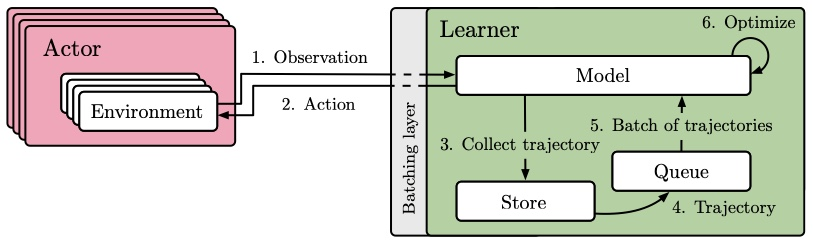 Actor
Environment
1. Observation
2. Action
Batching layer
Learner
6. Optimize
Model
3. Collect trajectory
5. Batch of trajectories
Queue
Store
4. Trajectory